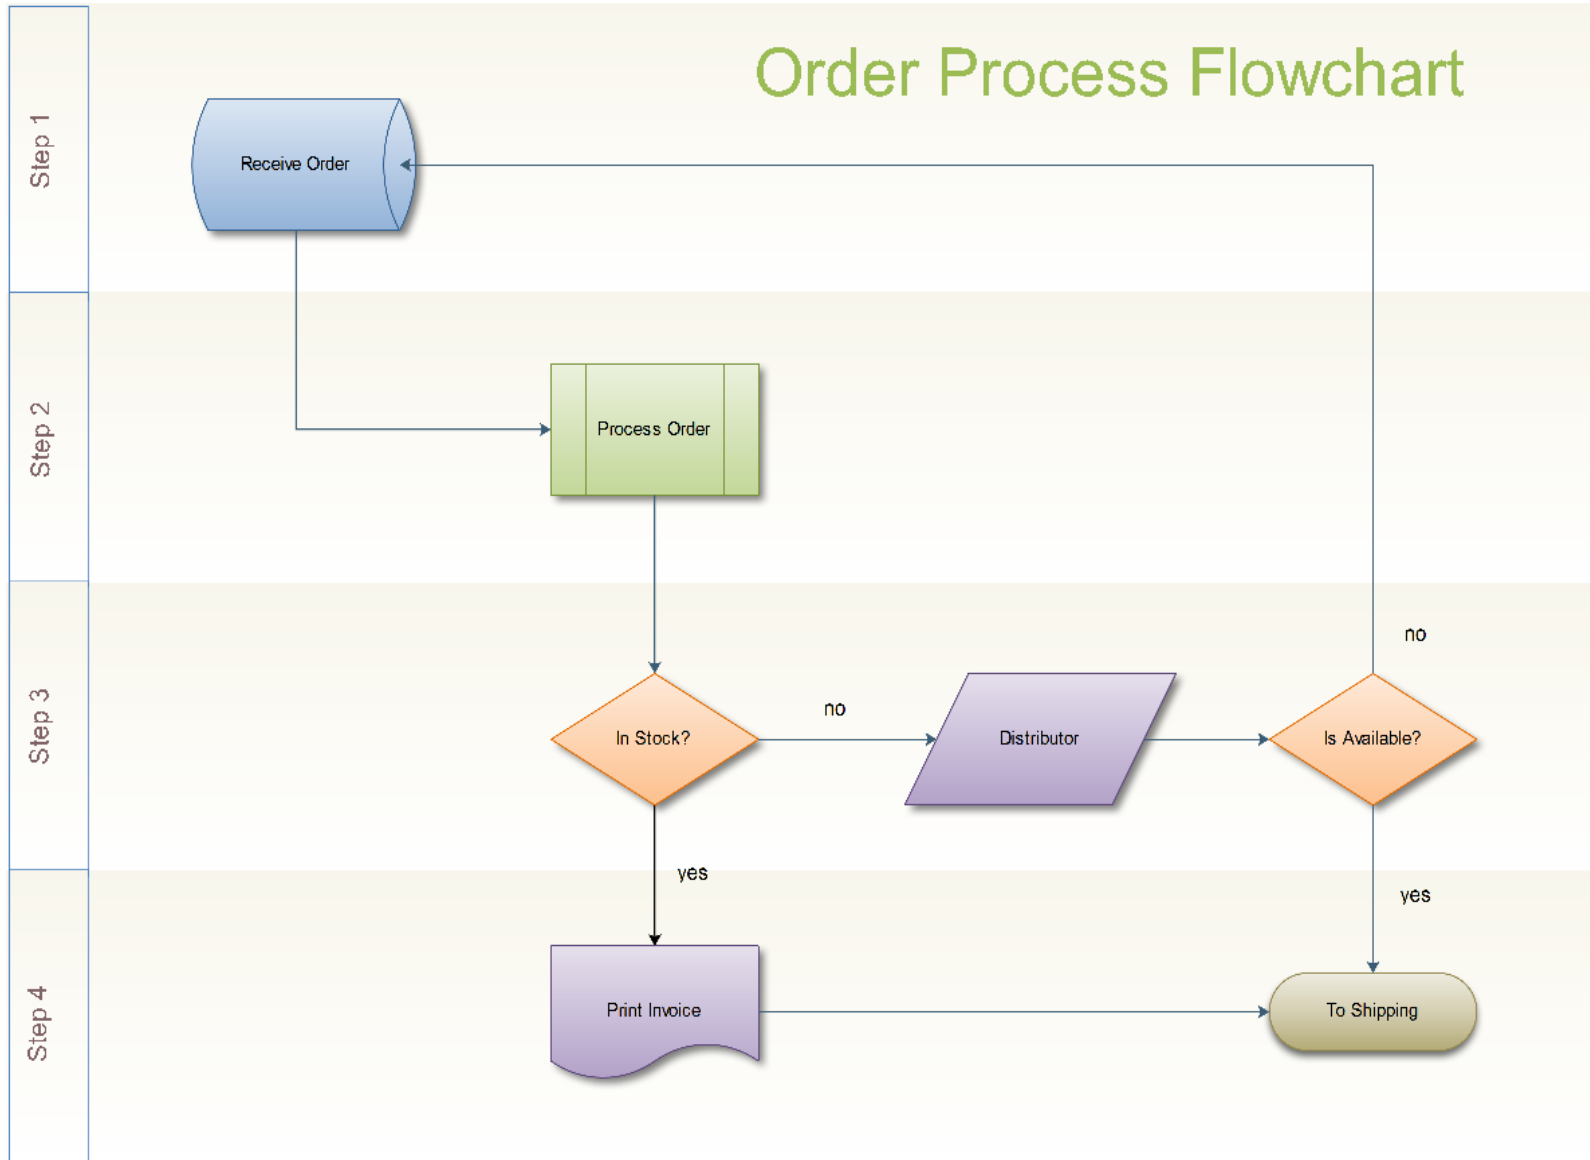 Order Process Flowchart
Step 1
Receive Order
Step 2
Process Order
Step 3
no
no
In Stock?
Distributor
Is Available?
yes
yes
Step 4
Print Invoice
To Shipping